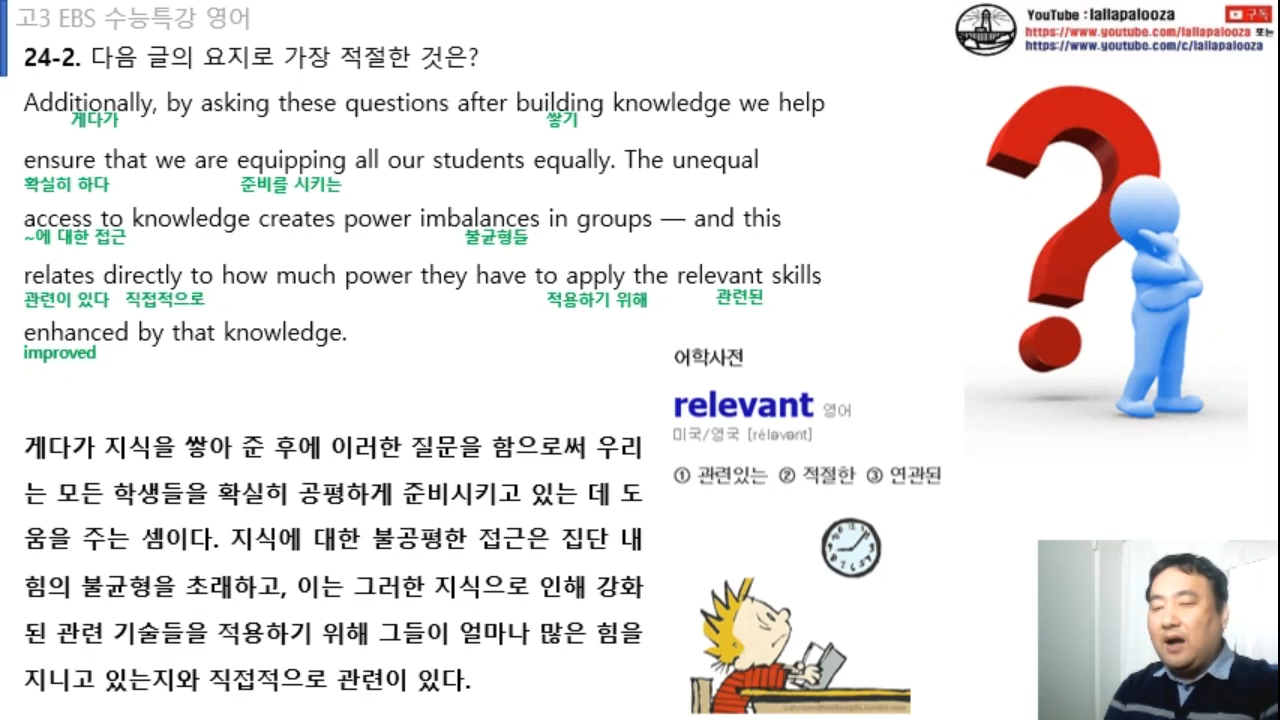 고3 EBS 수능특강 영어
YouTube : lallapalooza
구독
https://www.youtube.com/lallapalooza 또는
https://www.youtube.com/c/lallapalooza
24-2. 다음 글의 요지로 가장 적절한 것은?
Additionally, by asking these questions after building knowledge we help
게다가 쌓기
ensure that we are equipping all our students equally. The unequal
확실히 하다 준비를 시키는
access to knowledge creates power imbalances in groups — and this
~에 대한 접근 불균형들
relates directly to how much power they have to apply the relevant skills
관련이 있다 직접적으로 적용하기 위해 관련된
enhanced by that knowledge.
improved
어학사전
relevant 영어
미국/영국 [réləvənt]
① 관련있는 ② 적절한 ③ 연관된
게다가 지식을 쌓아 준 후에 이러한 질문을 함으로써 우리
는 모든 학생들을 확실히 공평하게 준비시키고 있는 데 도
움을 주는 셈이다. 지식에 대한 불공평한 접근은 집단 내
힘의 불균형을 초래하고, 이는 그러한 지식으로 인해 강화
된 관련 기술들을 적용하기 위해 그들이 얼마나 많은 힘을
지니고 있는지와 직접적으로 관련이 있다.